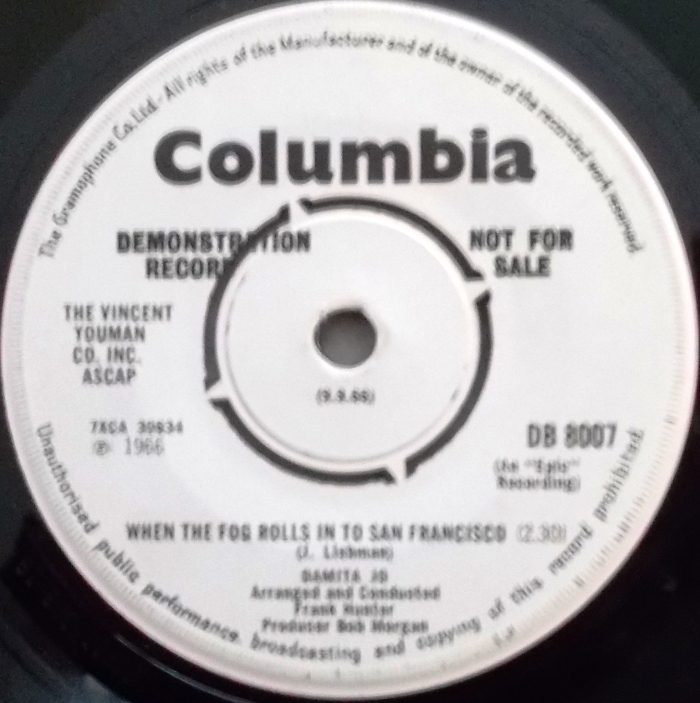 The Gramophone Co. Ltd. - All rights of the Manufacturer and of the owner of the recorded work reserved
Columbia
DEMONSTRATION
RECORD
NOT FOR
SALE
THE VINCENT
YOUMAN
CO. INC.
ASCAP
(9.9.66)
7XCA 30634
℗ 1966
DB 8007
(An "Epic"
Recording)
WHEN THE FOG ROLLS IN TO SAN FRANCISCO (2.30)
(J. Lishman)
DAMITA JO
Arranged and Conducted
Frank Hunter
Producer Bob Morgan
Unauthorised public performance, broadcasting and copying of this record prohibited.